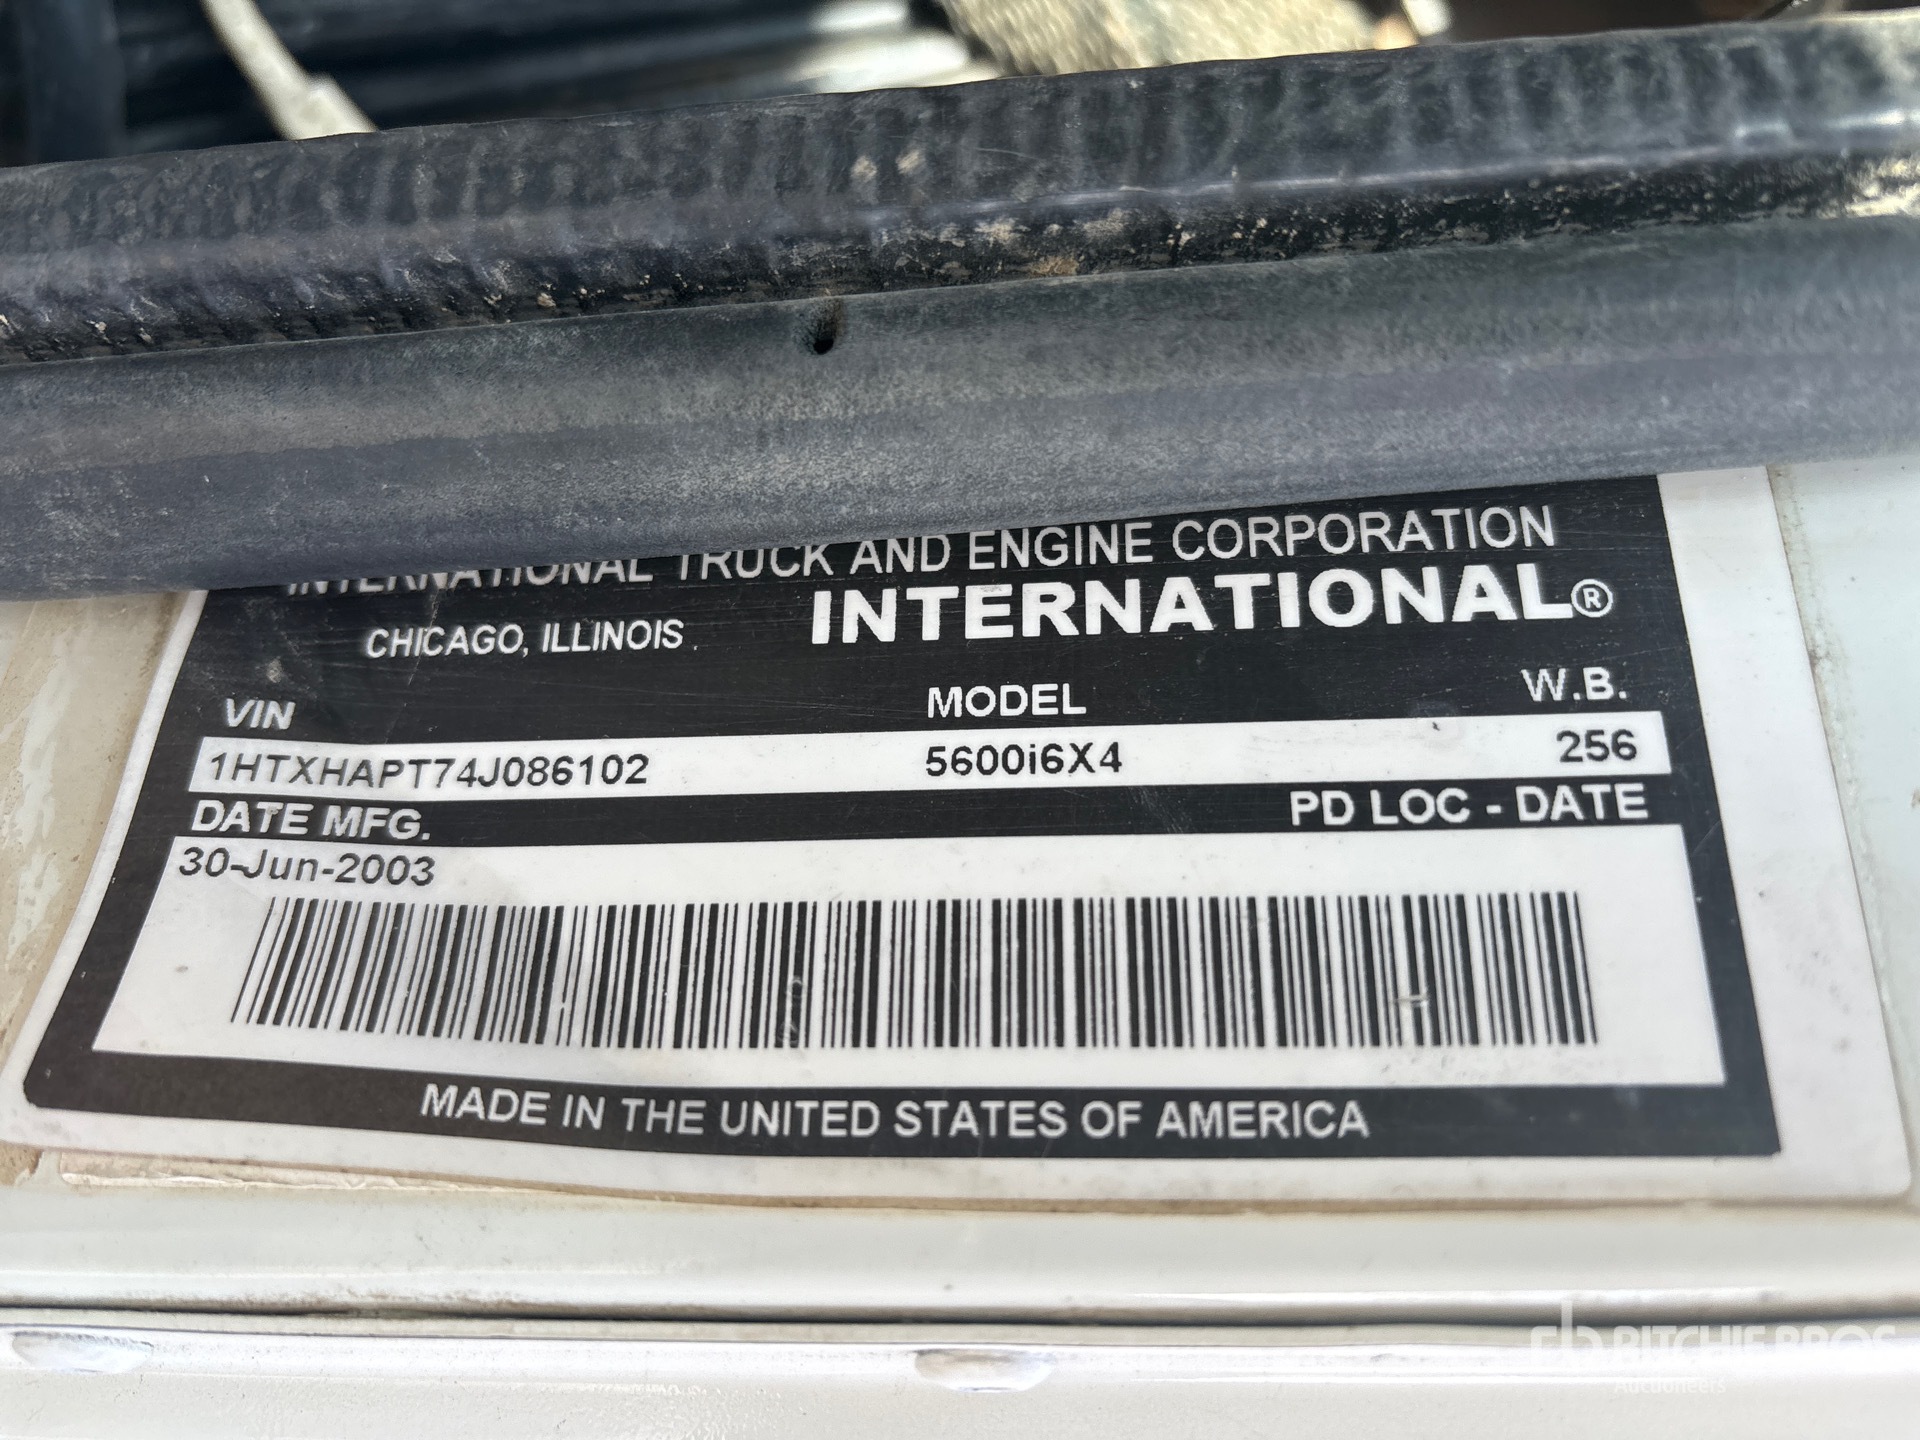 INTERNATIONAL TRUCK AND ENGINE CORPORATION
CHICAGO, ILLINOIS
INTERNATIONAL®
VIN MODEL W.B.
1HTXHAPT74J086102 5600i6X4 256
DATE MFG. PD LOC - DATE
30-Jun-2003
MADE IN THE UNITED STATES OF AMERICA
rb RITCHIE BROS
Auctioneers